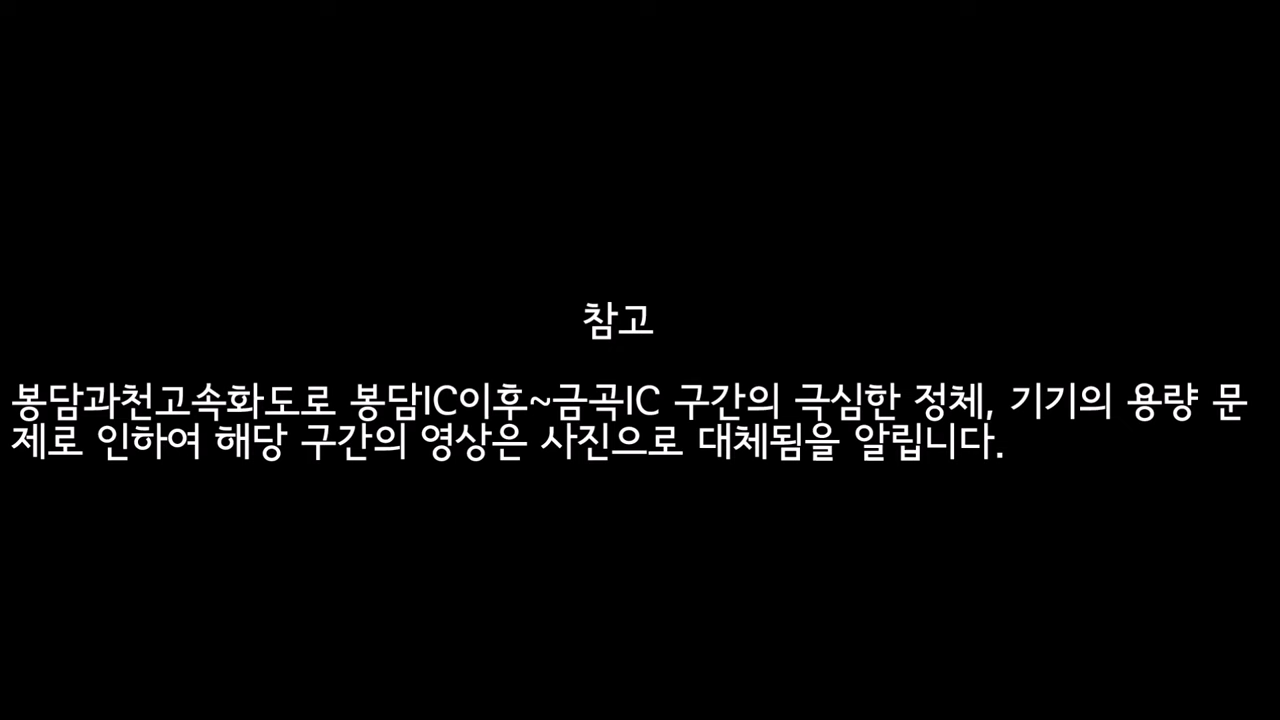 참고
봉담과천고속화도로 봉담IC이후~금곡IC 구간의 극심한 정체, 기기의 용량 문
제로 인하여 해당 구간의 영상은 사진으로 대체됨을 알립니다.